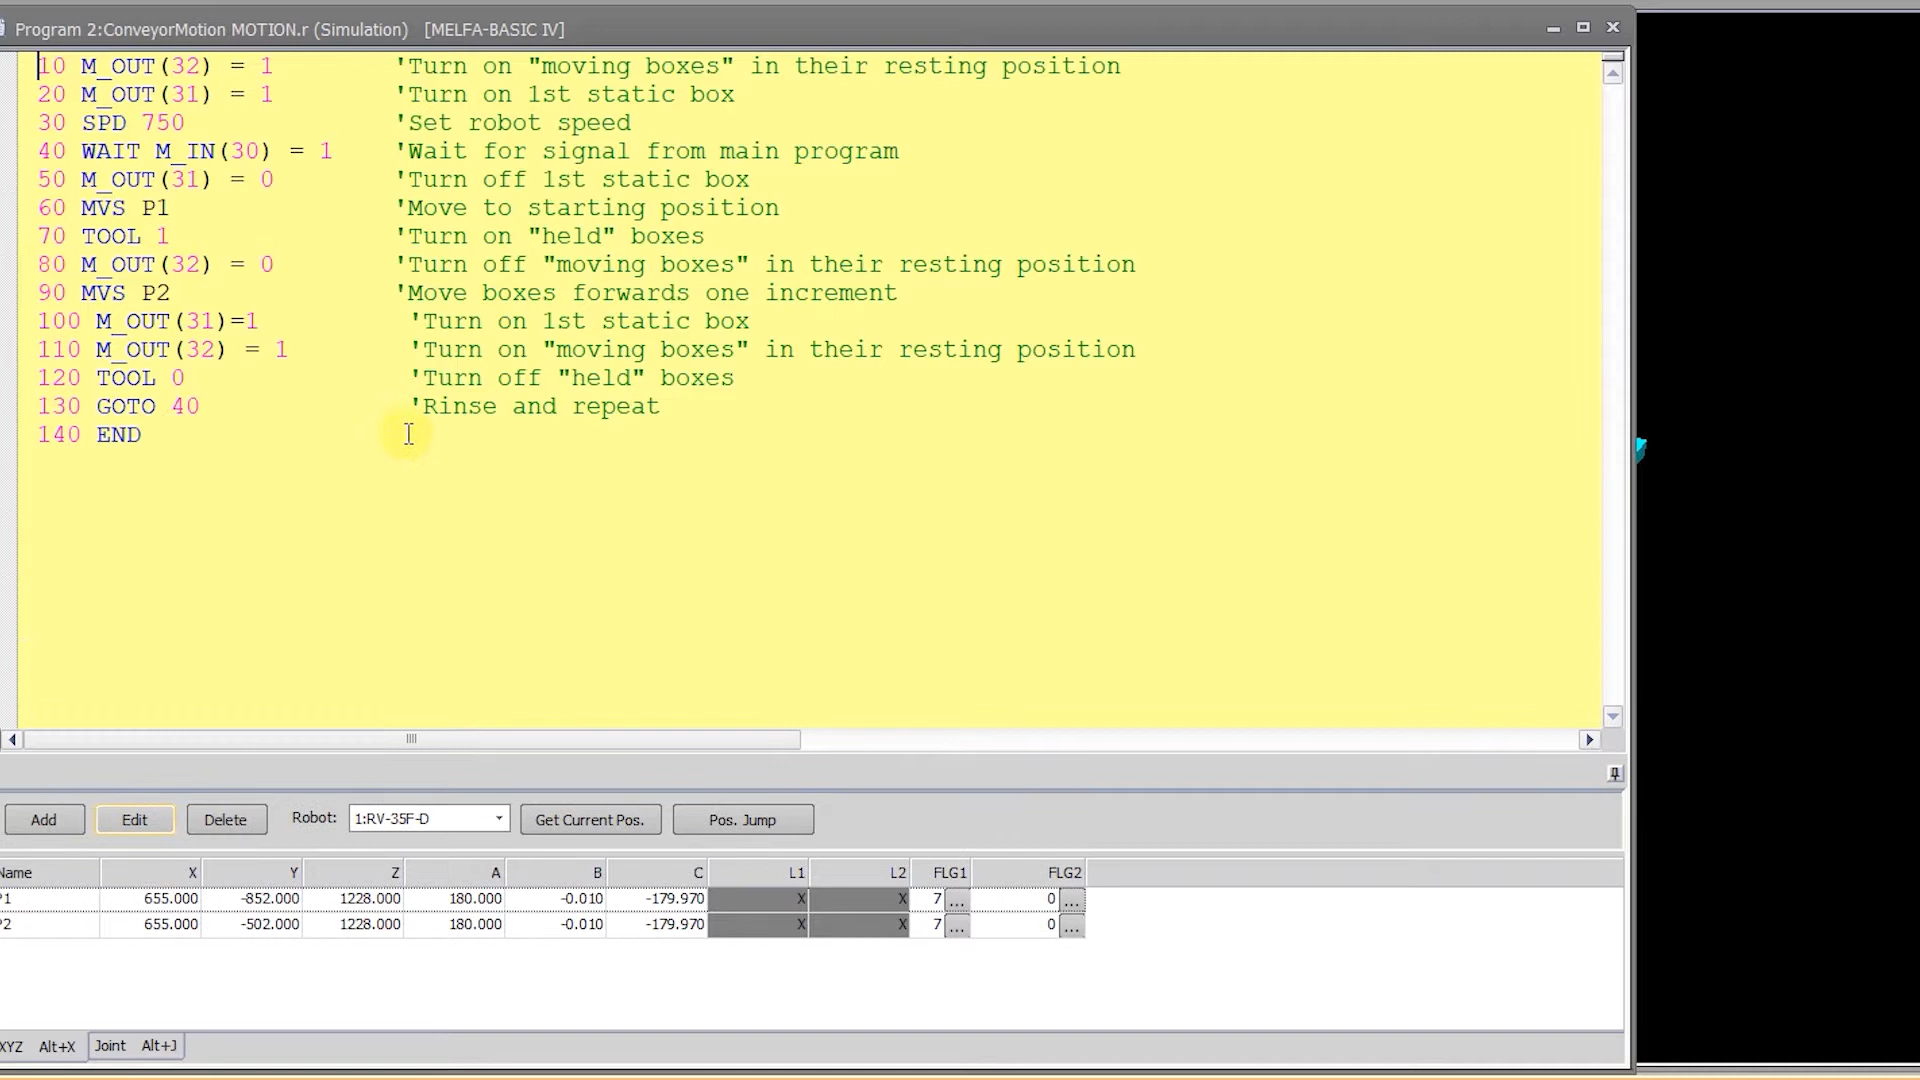 Program 2:ConveyorMotion MOTION.r (Simulation) [MELFA-BASIC IV]
10 M_OUT(32) = 1 'Turn on "moving boxes" in their resting position
20 M_OUT(31) = 1 'Turn on 1st static box
30 SPD 750 'Set robot speed
40 WAIT M_IN(30) = 1 'Wait for signal from main program
50 M_OUT(31) = 0 'Turn off 1st static box
60 MVS P1 'Move to starting position
70 TOOL 1 'Turn on "held" boxes
80 M_OUT(32) = 0 'Turn off "moving boxes" in their resting position
90 MVS P2 'Move boxes forwards one increment
100 M_OUT(31)=1 'Turn on 1st static box
110 M_OUT(32) = 1 'Turn on "moving boxes" in their resting position
120 TOOL 0 'Turn off "held" boxes
130 GOTO 40 'Rinse and repeat
140 END
Add Edit Delete Robot: 1:RV-35F-D Get Current Pos. Pos. Jump
Name X Y Z A B C L1 L2 FLG1 FLG2
P1 655.000 -852.000 1228.000 180.000 -0.010 -179.970 X X 7 ... 0 ...
P2 655.000 -502.000 1228.000 180.000 -0.010 -179.970 X X 7 ... 0 ...
XYZ Alt+X Joint Alt+J